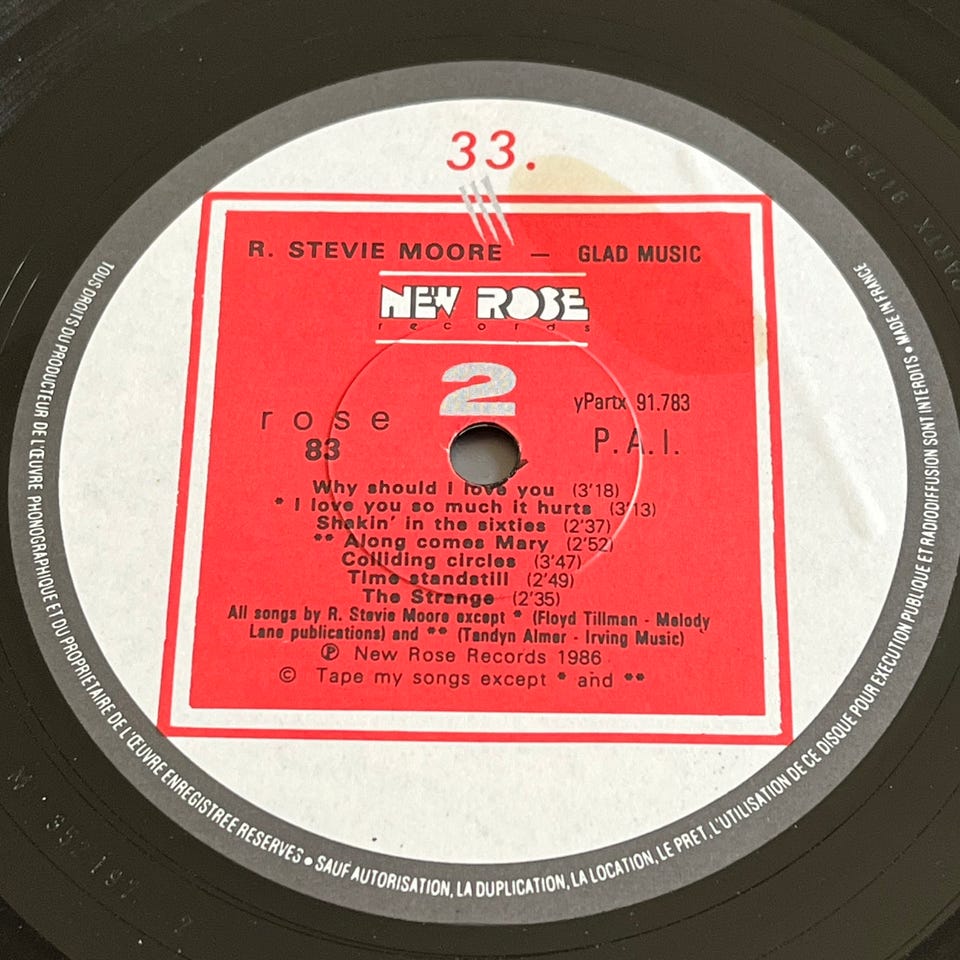 33.
R. STEVIE MOORE — GLAD MUSIC
NEW ROSE
records
2
rose
83
yPartx 91.783
P.A.I.
Why should I love you (3'18)
* I love you so much it hurts (3'13)
Shakin' in the sixties (2'37)
** Along comes Mary (2'52)
Colliding circles (3'47)
Time standstill (2'49)
The Strange (2'35)
All songs by R. Stevie Moore except * (Floyd Tillman - Melody
Lane publications) and ** (Tandyn Almer - Irving Music)
Ⓟ New Rose Records 1986
© Tape my songs except * and **
TOUS DROITS DU PRODUCTEUR DE L'ŒUVRE PHONOGRAPHIQUE ET DU PROPRIETAIRE DE L'ŒUVRE ENREGISTREE RESERVES • SAUF AUTORISATION, LA DUPLICATION, LA LOCATION, LE PRET, L'UTILISATION DE CE DISQUE POUR EXECUTION PUBLIQUE ET RADIODIFFUSION SONT INTERDITS • MADE IN FRANCE